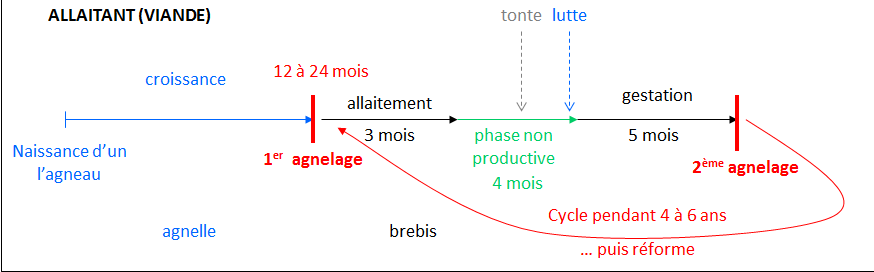 ALLAITANT (VIANDE)
tonte lutte
croissance
12 à 24 mois
allaitement
gestation
3 mois
phase non
productive
4 mois
5 mois
Naissance d'un
l'agneau
1er agnelage
2ème agnelage
agnelle
brebis
Cycle pendant 4 à 6 ans
... puis réforme